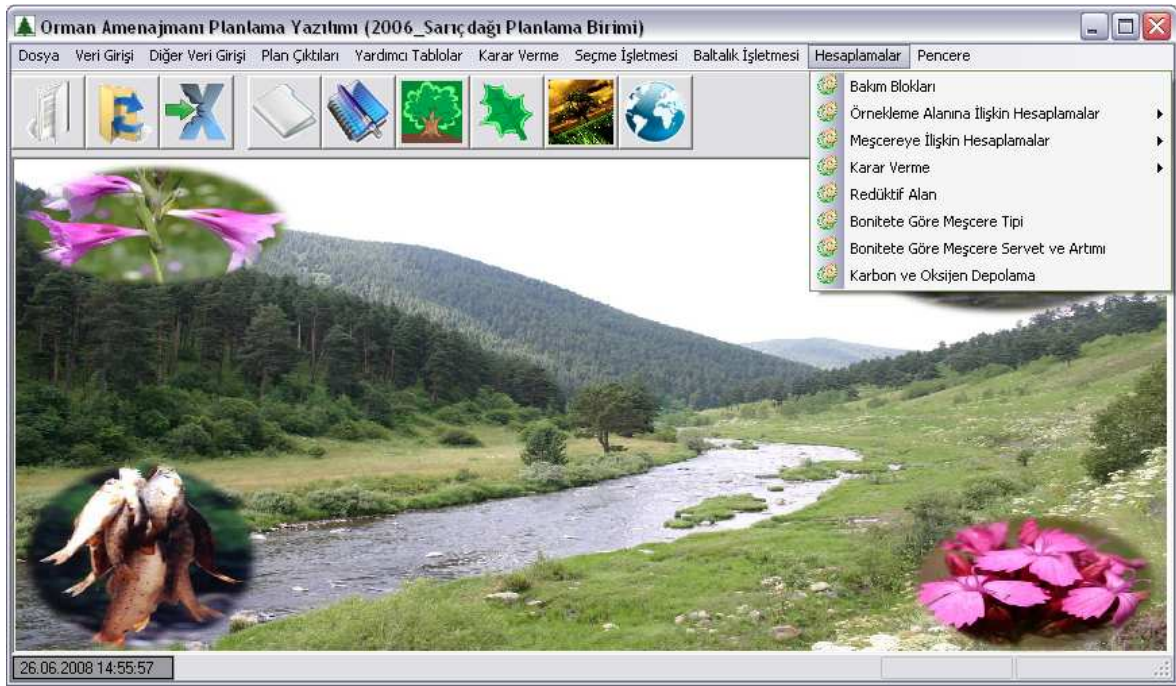 Orman Amenajmanı Planlama Yazılımı (2006_Sarıçdağı Planlama Birimi)
Dosya Veri Girişi Diğer Veri Girişi Plan Çıktıları Yardımcı Tablolar Karar Verme Seçme İşletmesi Baltalık İşletmesi Hesaplamalar Pencere
Bakım Blokları
Örnekleme Alanına İlişkin Hesaplamalar
Meşcereye İlişkin Hesaplamalar
Karar Verme
Redüktif Alan
Bonitete Göre Meşcere Tipi
Bonitete Göre Meşcere Servet ve Artımı
Karbon ve Oksijen Depolama
26.06.2008 14:55:57